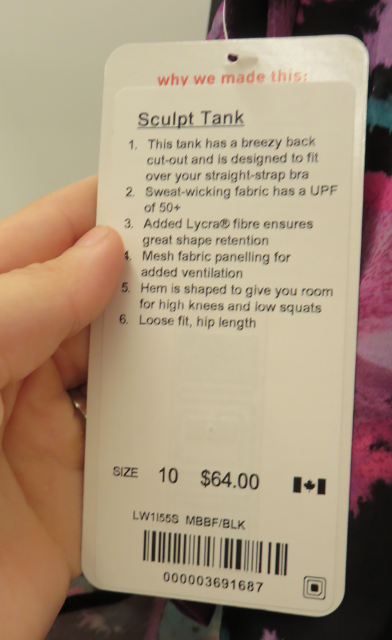 why we made this:
Sculpt Tank
1. This tank has a breezy back
cut-out and is designed to fit
over your straight-strap bra
2. Sweat-wicking fabric has a UPF
of 50+
3. Added Lycra® fibre ensures
great shape retention
4. Mesh fabric panelling for
added ventilation
5. Hem is shaped to give you room
for high knees and low squats
6. Loose fit, hip length
SIZE 10 $64.00
LW1I55S MBBF/BLK
000003691687